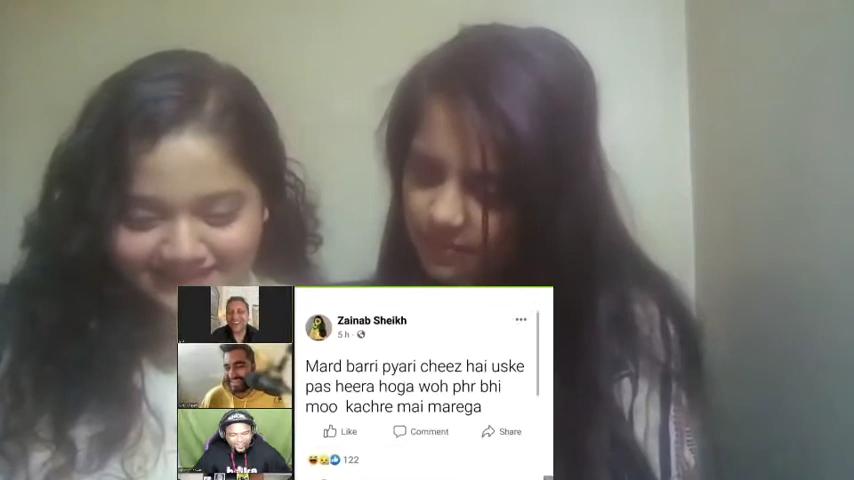 Zainab Sheikh
5 h ·
Mard barri pyari cheez hai uske
pas heera hoga woh phr bhi
moo kachre mai marega
Like Comment Share
122